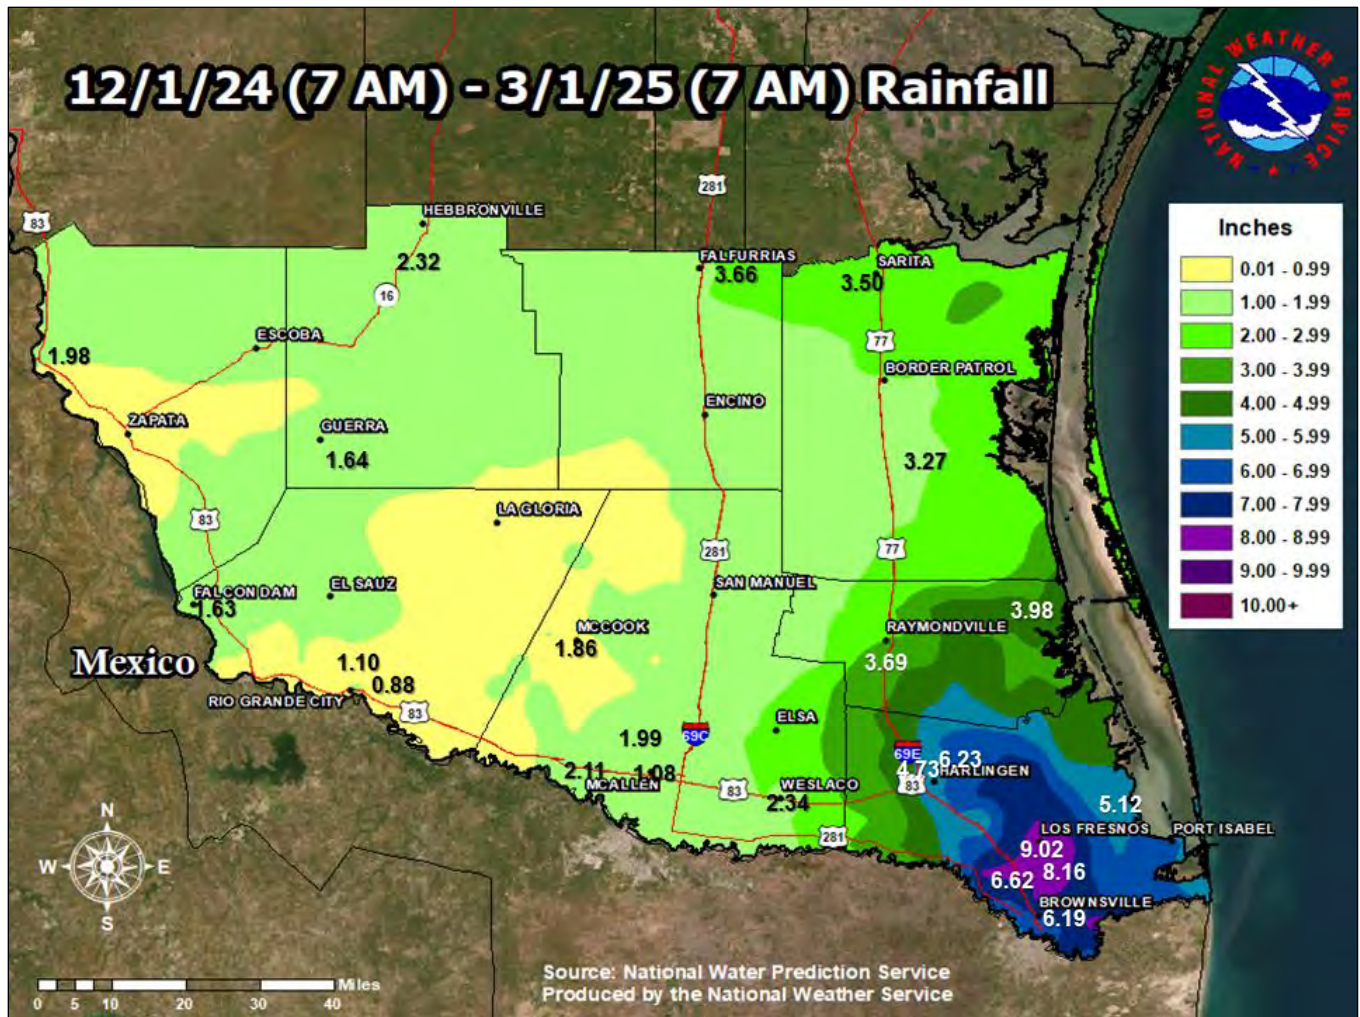 12/1/24 (7 AM) - 3/1/25 (7 AM) Rainfall
NATIONAL WEATHER SERVICE
Inches
0.01 - 0.99
1.00 - 1.99
2.00 - 2.99
3.00 - 3.99
4.00 - 4.99
5.00 - 5.99
6.00 - 6.99
7.00 - 7.99
8.00 - 8.99
9.00 - 9.99
10.00+
281
83
HEBBRONVILLE
2.32
16
FALFURRIAS
3.66
SARITA
3.50
ESCOBA
1.98
77
BORDER PATROL
ZAPATA
GUERRA
1.64
ENCINO
3.27
LA GLORIA
83
281
77
FALCON DAM
1.63
EL SAUZ
SAN MANUEL
3.98
MCCOOK
1.86
RAYMONDVILLE
3.69
Mexico
1.10
0.88
RIO GRANDE CITY
83
ELSA
1.99
69C
69E
6.23
4.73
HARLINGEN
83
2.11
1.08
MCALLEN
83
WESLACO
2.34
5.12
281
LOS FRESNOS
PORT ISABEL
9.02
8.16
6.62
BROWNSVILLE
6.19
N
W
E
S
Miles
0 5 10 20 30 40
Source: National Water Prediction Service
Produced by the National Weather Service